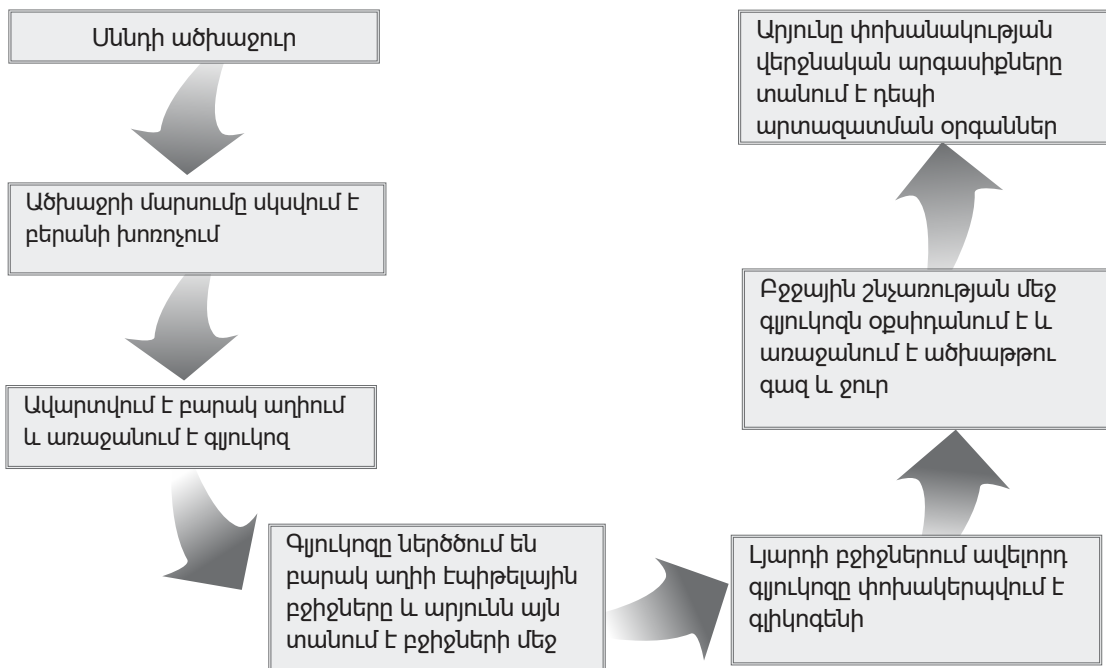 Սննդի ածխաջուր
Ածխաջրի մարսումը սկսվում է
բերանի խոռոչում
Ավարտվում է բարակ աղիում
և առաջանում է գլյուկոզ
Գլյուկոզը ներծծում են
բարակ աղիի էպիթելային
բջիջները և արյունն այն
տանում է բջիջների մեջ
Լյարդի բջիջներում ավելորդ
գլյուկոզը փոխակերպվում է
գլիկոգենի
Բջջային շնչառության մեջ
գլյուկոզն օքսիդանում է և
առաջանում է ածխաթթու
գազ և ջուր
Արյունը փոխանակության
վերջնական արգասիքները
տանում է դեպի
արտազատման օրգաններ